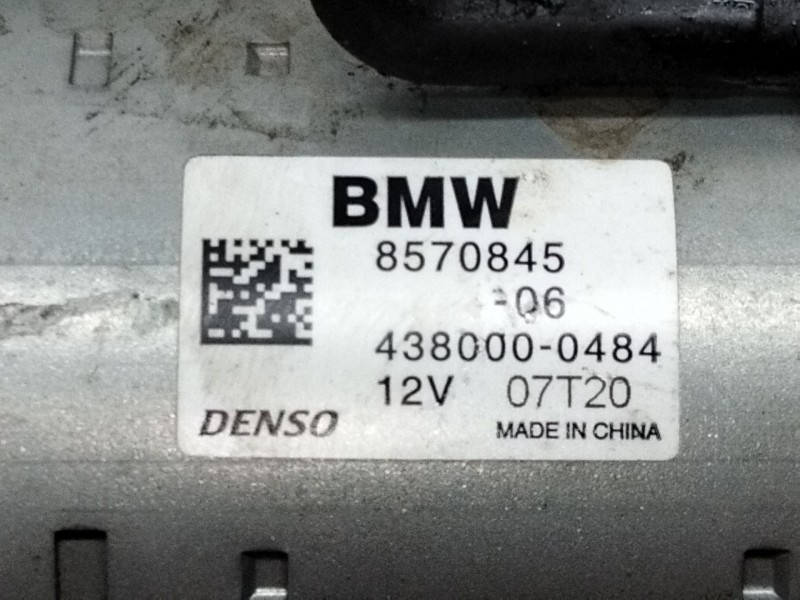 BMW
8570845
-06
438000-0484
12V 07T20
DENSO MADE IN CHINA